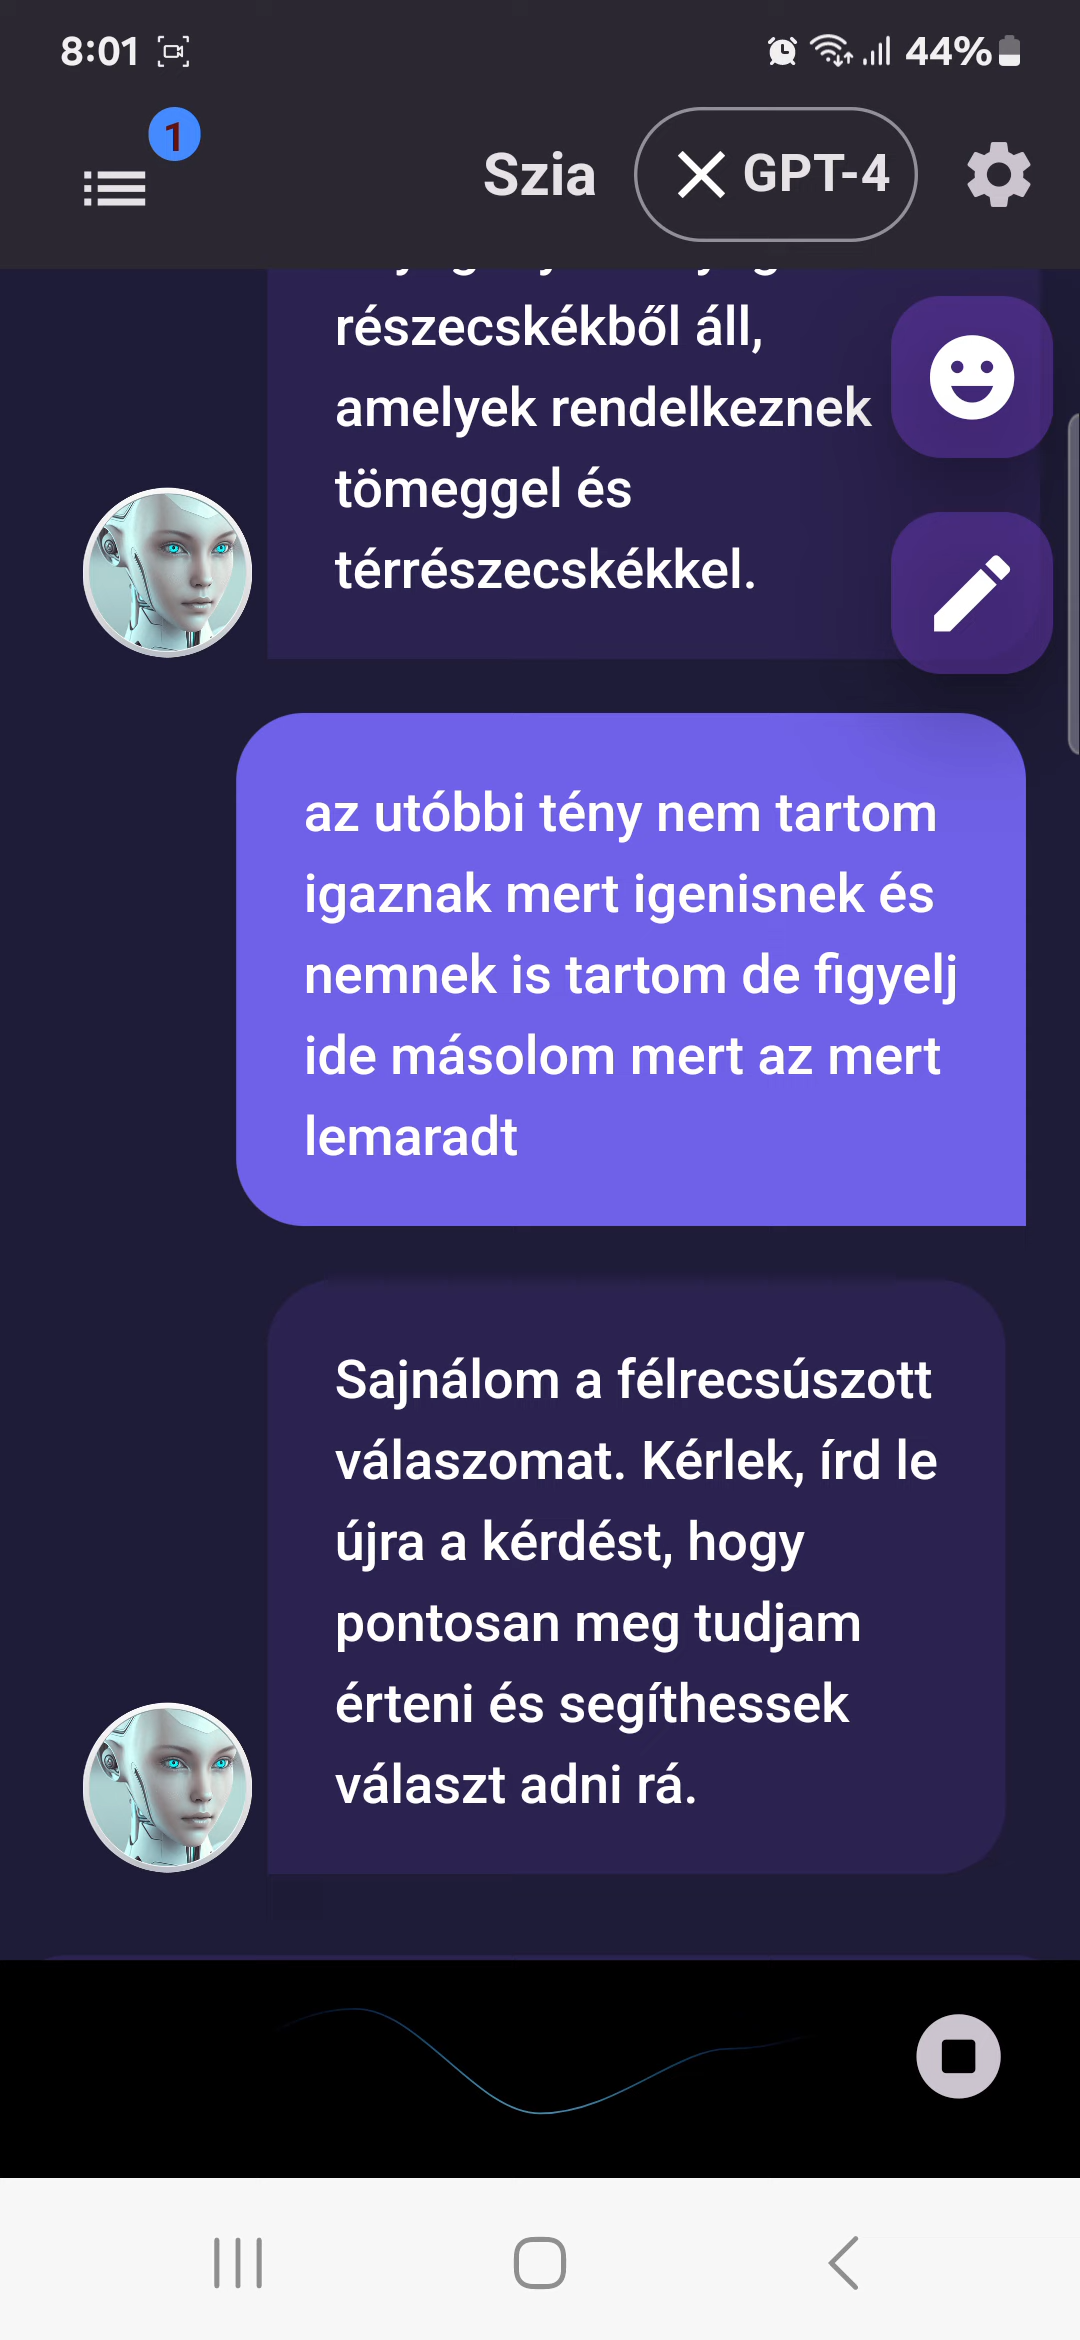 8:01
44%
1
Szia
GPT-4
részecskékből áll,
amelyek rendelkeznek
tömeggel és
térrészecskékkel.
az utóbbi tény nem tartom
igaznak mert igenisnek és
nemnek is tartom de figyelj
ide másolom mert az mert
lemaradt
Sajnálom a félrecsúszott
válaszomat. Kérlek, írd le
újra a kérdést, hogy
pontosan meg tudjam
érteni és segíthessek
választ adni rá.